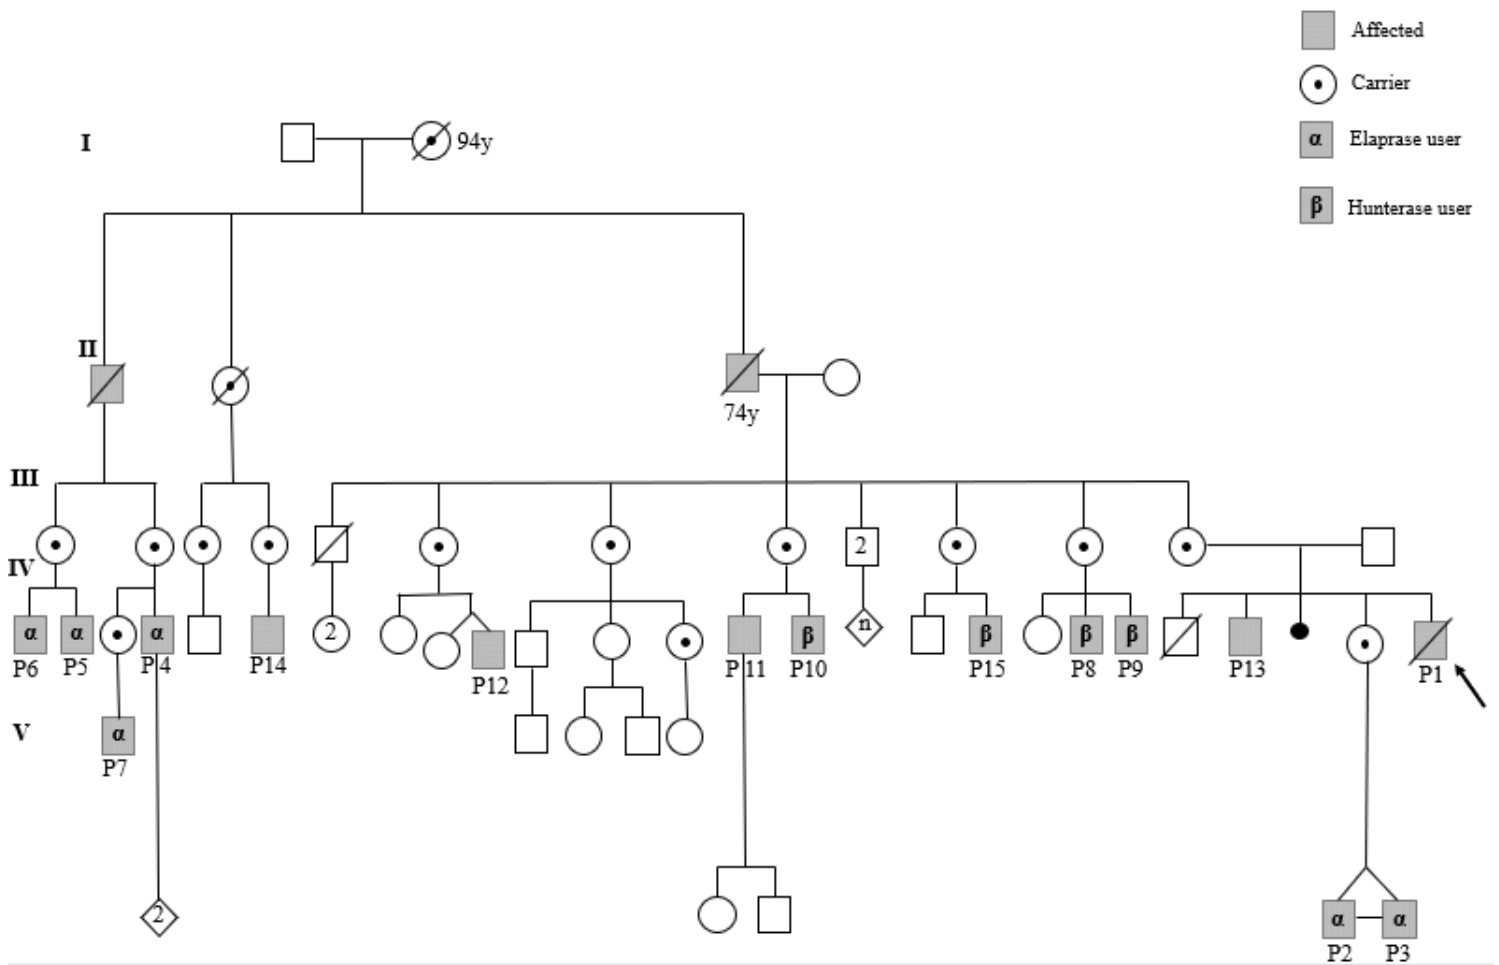 Affected
Carrier
α Elaprase user
β Hunterase user
I
94y
II
74y
III
2
IV
α α α 2 n β β β β
P6 P5 P4 P14 P12 P11 P10 P15 P8 P9 P13 P1
V
α
P7
2
α α
P2 P3